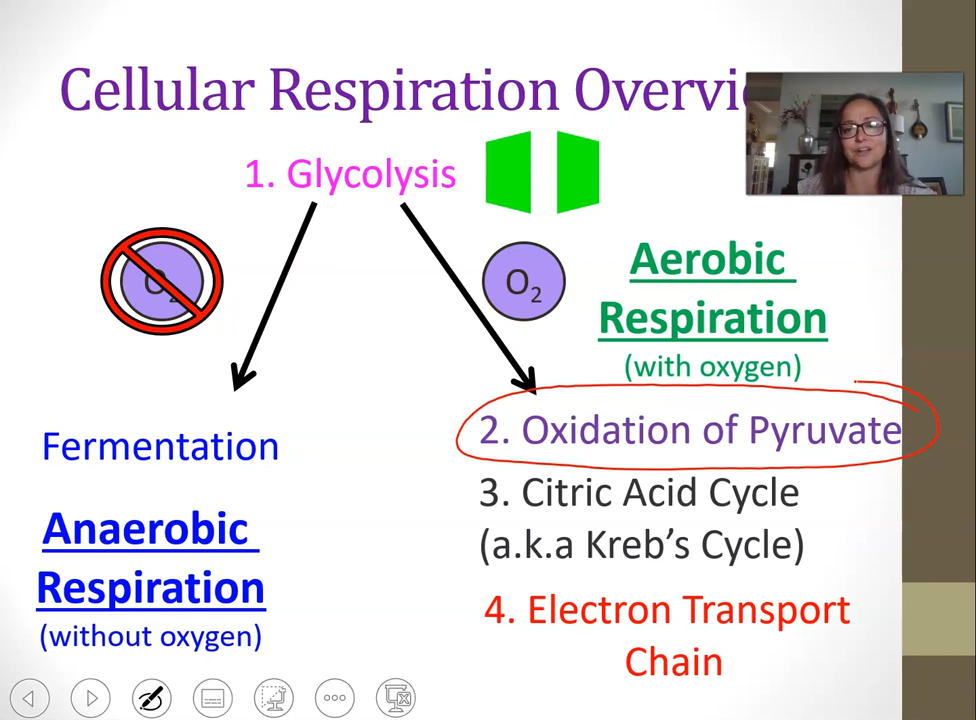 Cellular Respiration Overvi
1. Glycolysis
O2
O2
Aerobic
Respiration
(with oxygen)
Fermentation
Anaerobic
Respiration
(without oxygen)
2. Oxidation of Pyruvate
3. Citric Acid Cycle
(a.k.a Kreb’s Cycle)
4. Electron Transport
Chain